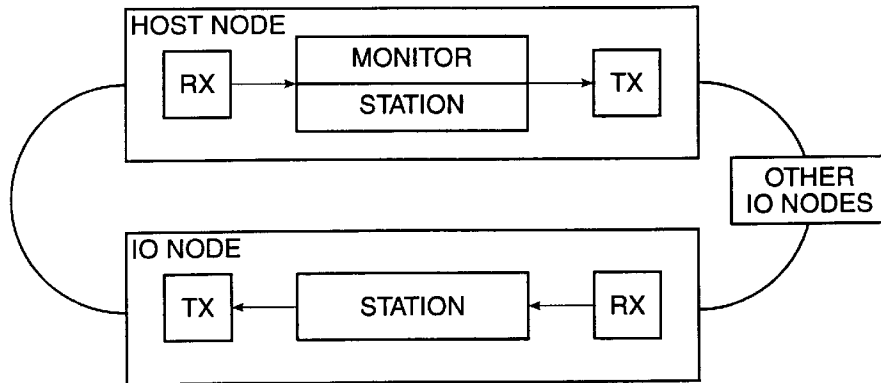 HOST NODE
RX
MONITOR
STATION
TX
OTHER
IO NODES
IO NODE
TX
STATION
RX